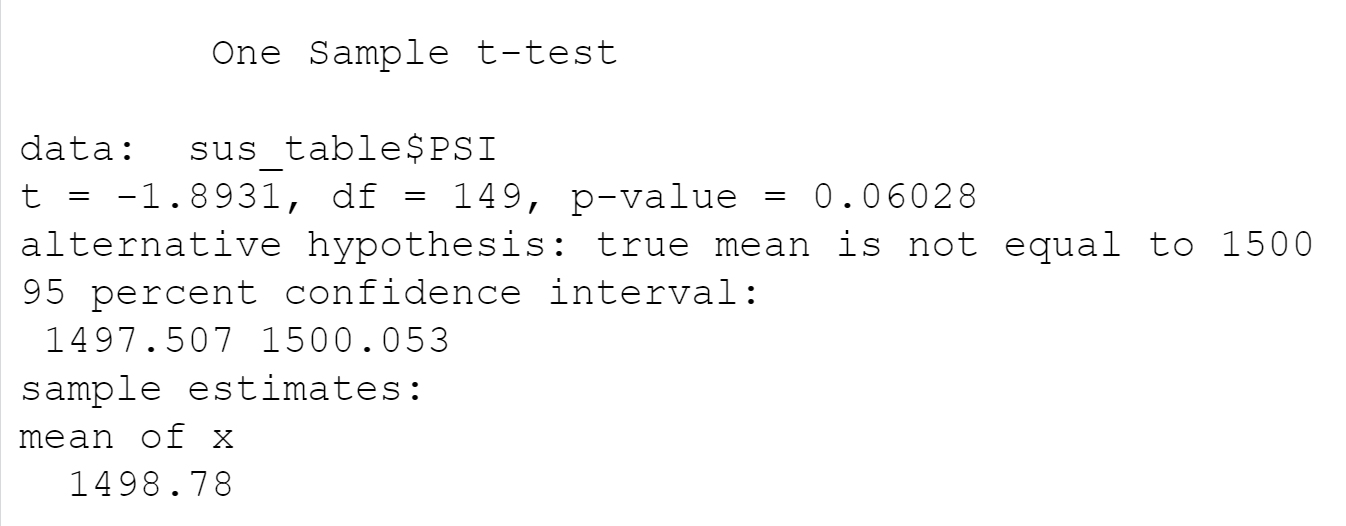 One Sample t-test
data: sus_table$PSI
t = -1.8931, df = 149, p-value = 0.06028
alternative hypothesis: true mean is not equal to 1500
95 percent confidence interval:
1497.507 1500.053
sample estimates:
mean of x
1498.78